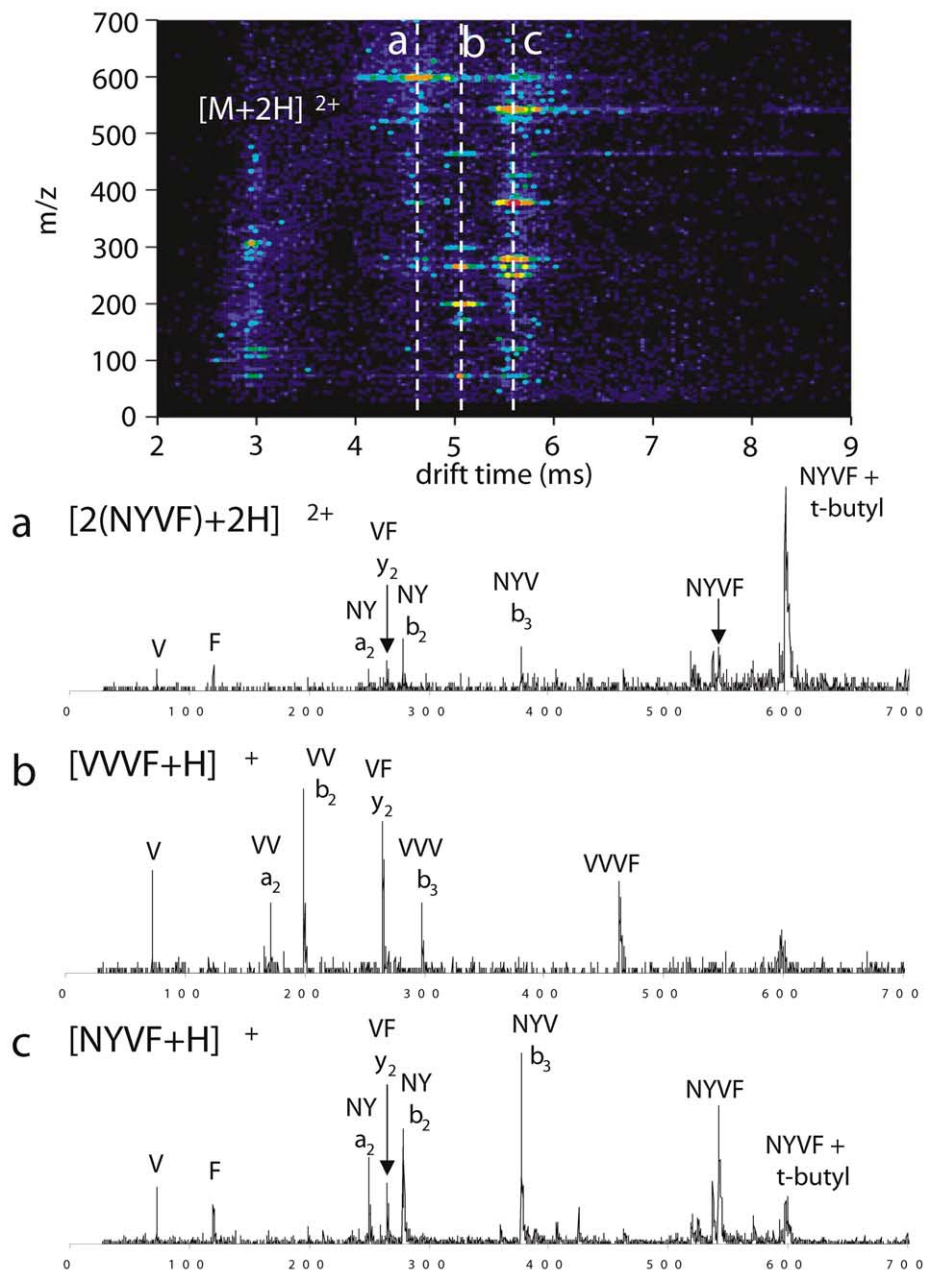 700
600
500
400
300
200
100
0
m/z
a b c
[M+2H] 2+
2 3 4 5 6 7 8 9
drift time (ms)
a [2(NYVF)+2H] 2+
V
F
NY
a2
VF
y2
NY
b2
NYV
b3
NYVF
NYVF +
t-butyl
0 100 200 300 400 500 600 700
b [VVVF+H] +
V
VV
a2
VV
b2
VF
y2
VVV
b3
VVVF
0 100 200 300 400 500 600 700
c [NYVF+H] +
V
F
NY
a2
VF
y2
NY
b2
NYV
b3
NYVF
NYVF +
t-butyl
0 100 200 300 400 500 600 700